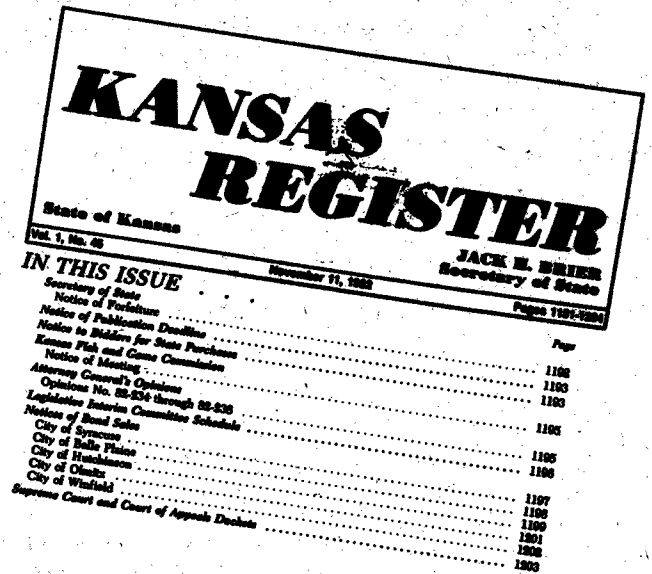 KANSAS
REGISTER
State of Kansas
JACK H. BRIER
Secretary of State
Vol. 1, No. 45
November 11, 1982
Pages 1191-1204
IN THIS ISSUE . . .
Page
Secretary of State
Notice of Forfeiture ........ 1192
Notice of Publication Deadline ........ 1193
Notice to Bidders for State Purchases ........ 1193
Kansas Fish and Game Commission
Notice of Meeting ........ 1195
Attorney General's Opinions
Opinions No. 82-234 through 82-238 ........ 1195
Legislative Interim Committee Schedule ........ 1196
Notices of Bond Sales
City of Syracuse ........ 1197
City of Belle Plaine ........ 1198
City of Hutchinson ........ 1199
City of Olmitz ........ 1201
City of Winfield ........ 1202
Supreme Court and Court of Appeals Dockets ........ 1203